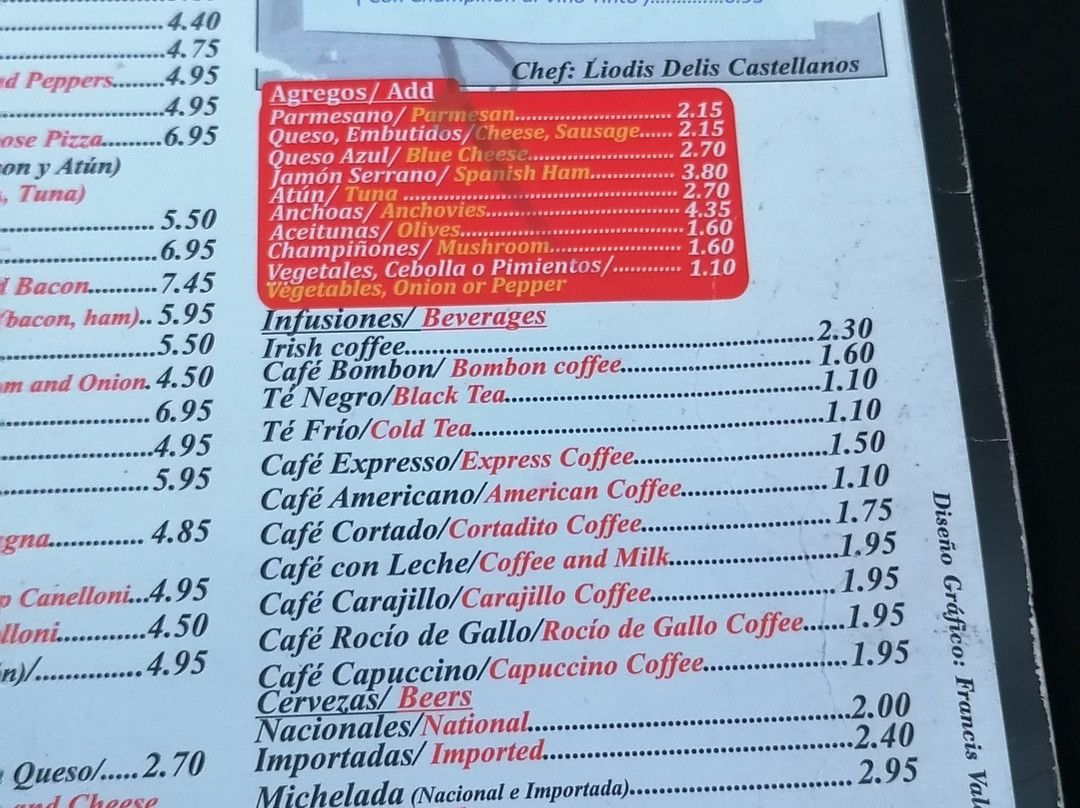 4.40
4.75
Peppers........4.95
4.95
Pizza.........6.95
y Atún)
Tuna)
5.50
6.95
Bacon..........7.45
(bacon, ham)..5.95
5.50
and Onion. 4.50
6.95
4.95
5.95
4.85
Canelloni...4.95
4.50
4.95
Queso/.....2.70
and Cheese
Chef: Liodis Delis Castellanos
Agregos/ Add
Parmesano/ Parmesan.............................. 2.15
Queso, Embutidos/Cheese, Sausage...... 2.15
Queso Azul/ Blue Cheese............................ 2.70
Jamón Serrano/ Spanish Ham................ 3.80
Atún/ Tuna .................................................... 2.70
Anchoas/ Anchovies..................................... 4.35
Aceitunas/ Olives...........................................1.60
Champiñones/ Mushroom......................... 1.60
Vegetales, Cebolla o Pimientos/............ 1.10
Vegetables, Onion or Pepper
Infusiones/ Beverages
Irish coffee............................................................2.30
Café Bombon/ Bombon coffee........................... 1.60
Té Negro/Black Tea.............................................1.10
Té Frío/Cold Tea...................................................1.10
Café Expresso/Express Coffee...........................1.50
Café Americano/American Coffee.................... 1.10
Café Cortado/Cortadito Coffee.......................... 1.75
Café con Leche/Coffee and Milk.......................1.95
Café Carajillo/Carajillo Coffee......................... 1.95
Café Rocío de Gallo/Rocío de Gallo Coffee......1.95
Café Capuccino/Capuccino Coffee....................1.95
Cervezas/ Beers
Nacionales/National.............................................2.00
Importadas/ Imported..........................................2.40
Michelada (Nacional e Importada)............................... 2.95
Diseño Gráfico: Francis